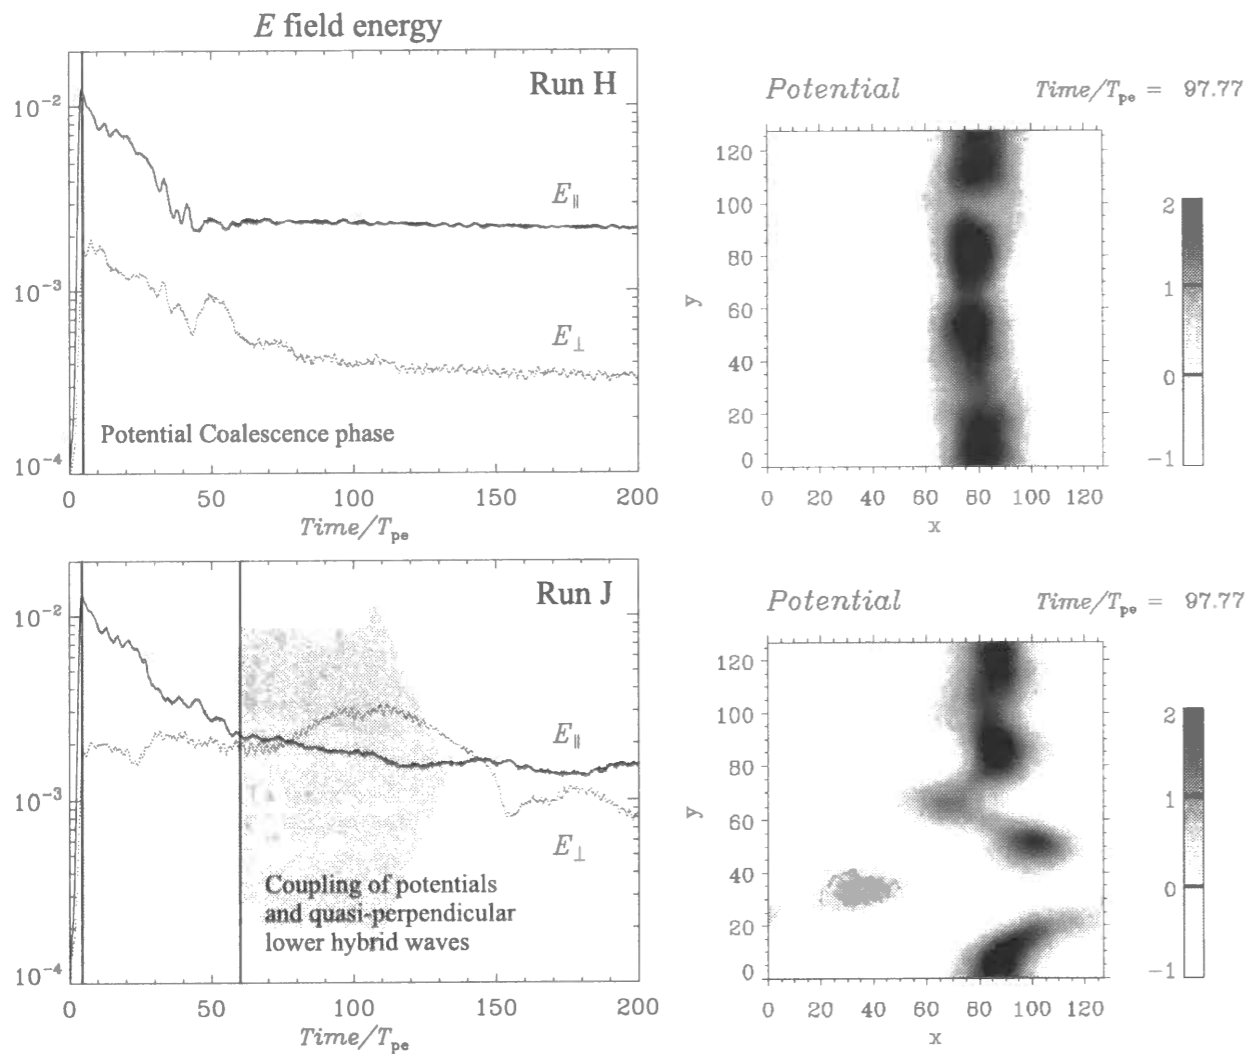 E field energy
Run H
10⁻²
10⁻³
10⁻⁴
E∥
E⊥
Potential Coalescence phase
0 50 100 150 200
Time/Tpe
Potential Time/Tpe = 97.77
120
100
80
60
40
20
0
y
0 20 40 60 80 100 120
x
2
1
0
−1
Run J
10⁻²
10⁻³
10⁻⁴
E∥
E⊥
Coupling of potentials
and quasi-perpendicular
lower hybrid waves
0 50 100 150 200
Time/Tpe
Potential Time/Tpe = 97.77
120
100
80
60
40
20
0
y
0 20 40 60 80 100 120
x
2
1
0
−1